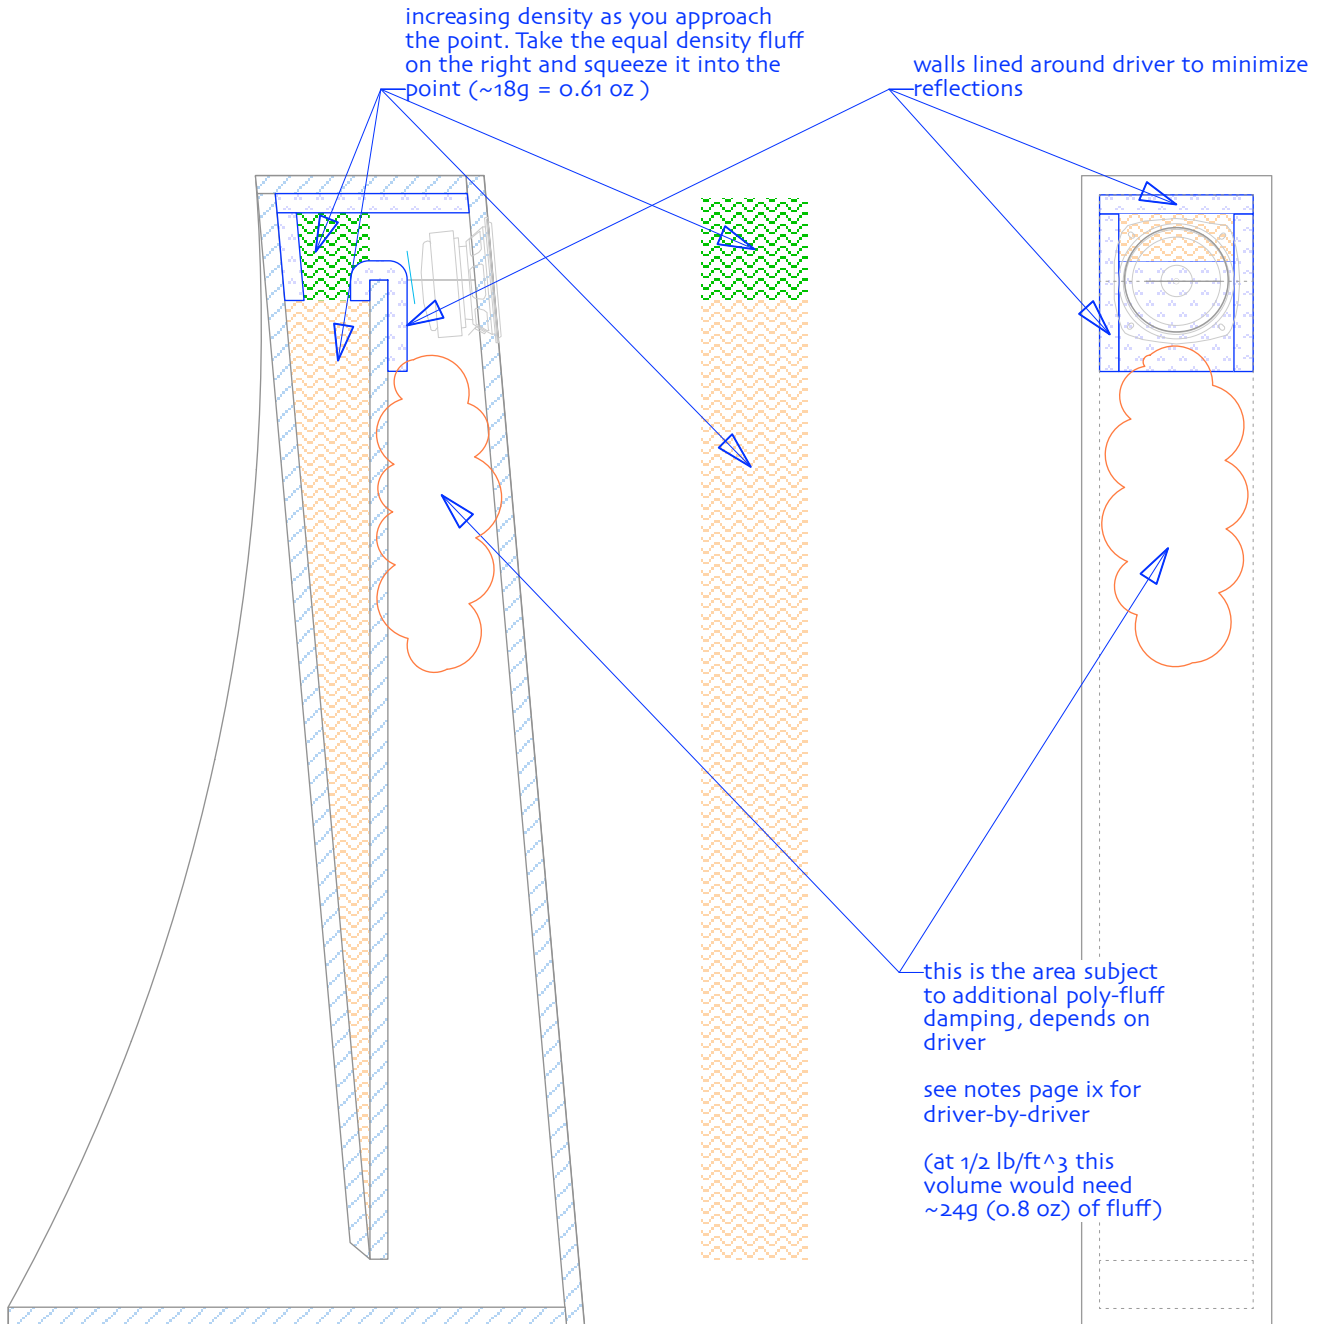 increasing density as you approach
the point. Take the equal density fluff
on the right and squeeze it into the
point (~18g = 0.61 oz )
walls lined around driver to minimize
reflections
this is the area subject
to additional poly-fluff
damping, depends on
driver
see notes page ix for
driver-by-driver
(at 1/2 lb/ft^3 this
volume would need
~24g (0.8 oz) of fluff)